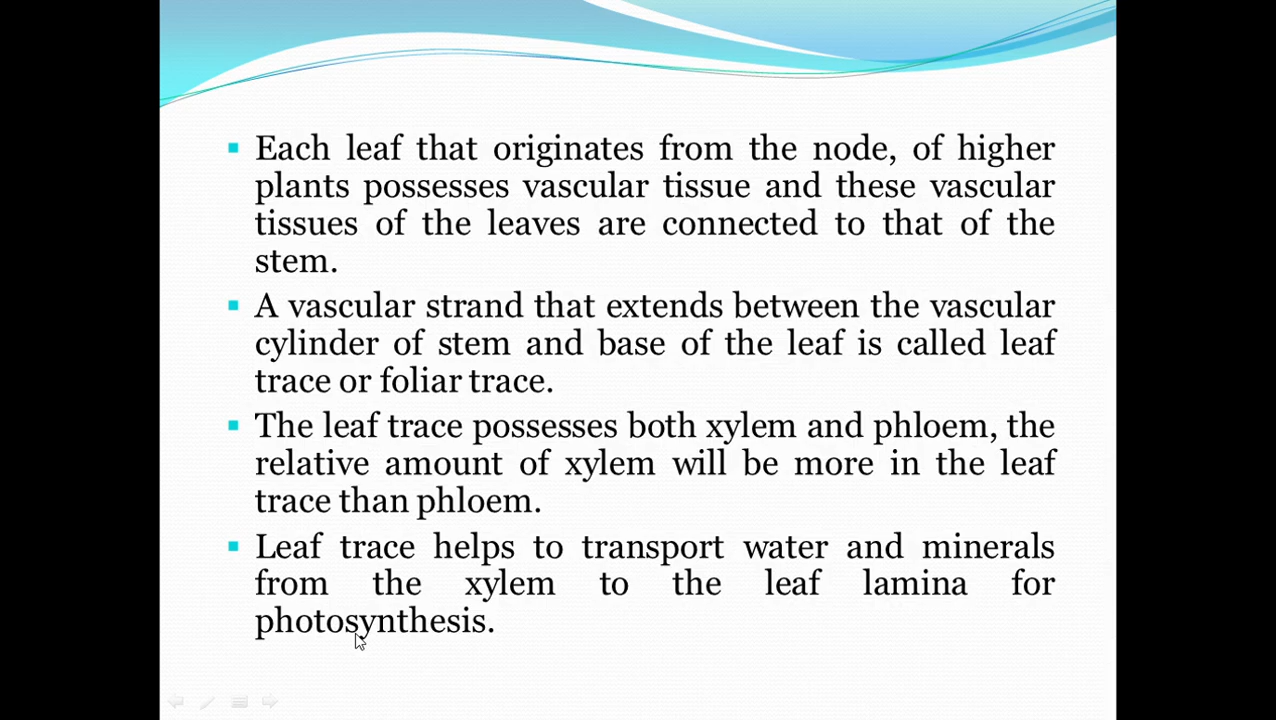 Each leaf that originates from the node, of higher
plants possesses vascular tissue and these vascular
tissues of the leaves are connected to that of the
stem.
A vascular strand that extends between the vascular
cylinder of stem and base of the leaf is called leaf
trace or foliar trace.
The leaf trace possesses both xylem and phloem, the
relative amount of xylem will be more in the leaf
trace than phloem.
Leaf trace helps to transport water and minerals
from the xylem to the leaf lamina for
photosynthesis.